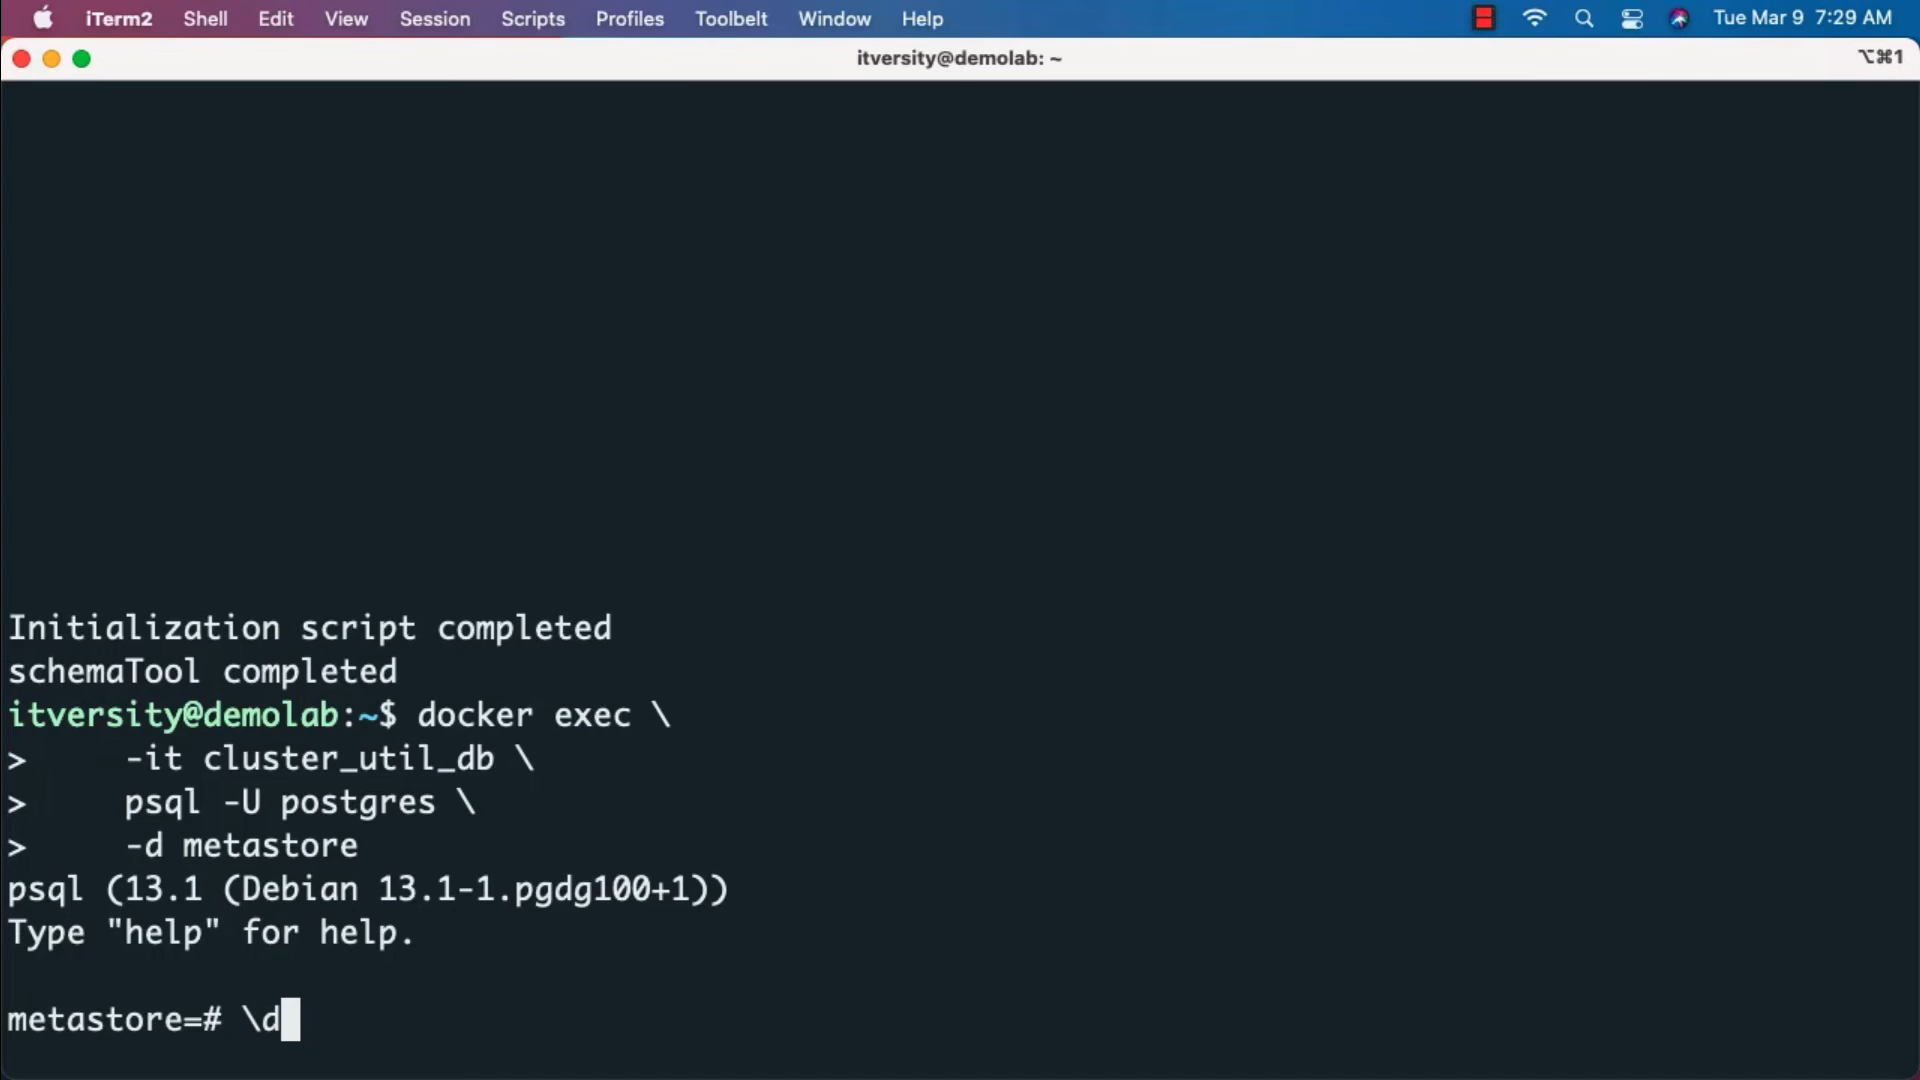 iTerm2 Shell Edit View Session Scripts Profiles Toolbelt Window Help Tue Mar 9 7:29 AM
itversity@demolab: ~ ⌥⌘1
Initialization script completed
schemaTool completed
itversity@demolab:~$ docker exec \
>      -it cluster_util_db \
>      psql -U postgres \
>      -d metastore
psql (13.1 (Debian 13.1-1.pgdg100+1))
Type "help" for help.
metastore=# \d